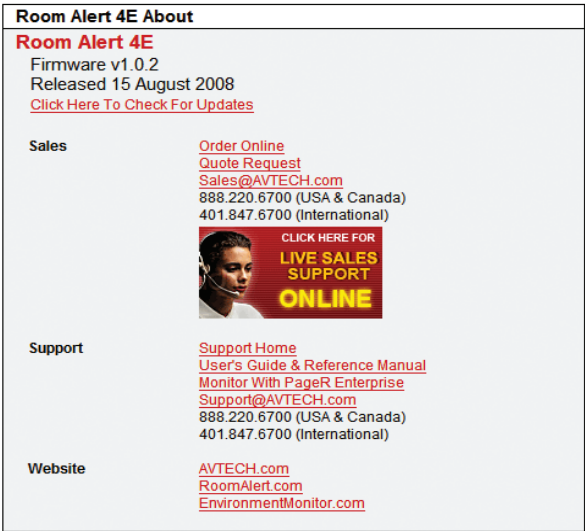 Room Alert 4E About
Room Alert 4E
Firmware v1.0.2
Released 15 August 2008
Click Here To Check For Updates
Sales
Order Online
Quote Request
Sales@AVTECH.com
888.220.6700 (USA & Canada)
401.847.6700 (International)
CLICK HERE FOR
LIVE SALES
SUPPORT
ONLINE
Support
Support Home
User's Guide & Reference Manual
Monitor With PageR Enterprise
Support@AVTECH.com
888.220.6700 (USA & Canada)
401.847.6700 (International)
Website
AVTECH.com
RoomAlert.com
EnvironmentMonitor.com